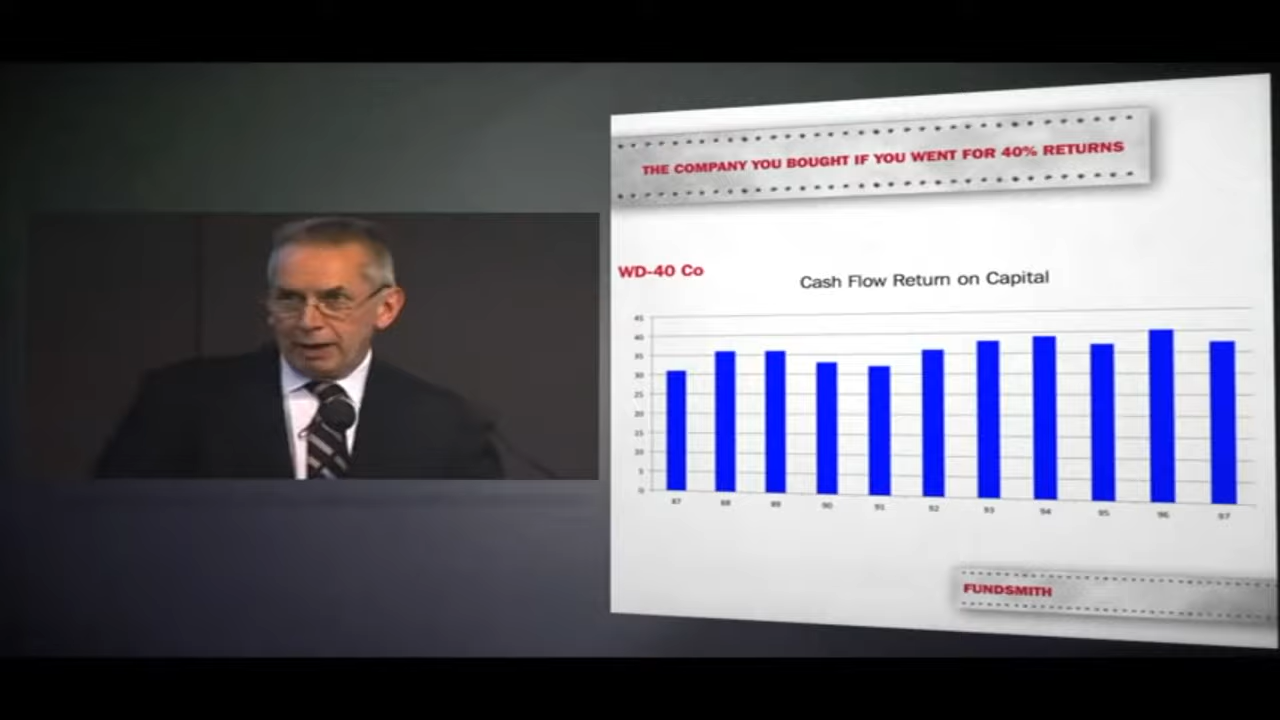 THE COMPANY YOU BOUGHT IF YOU WENT FOR 40% RETURNS
WD-40 Co
Cash Flow Return on Capital
45
40
35
30
25
20
15
10
5
0
87 88 89 90 91 92 93 94 95 96 97
FUNDSMITH